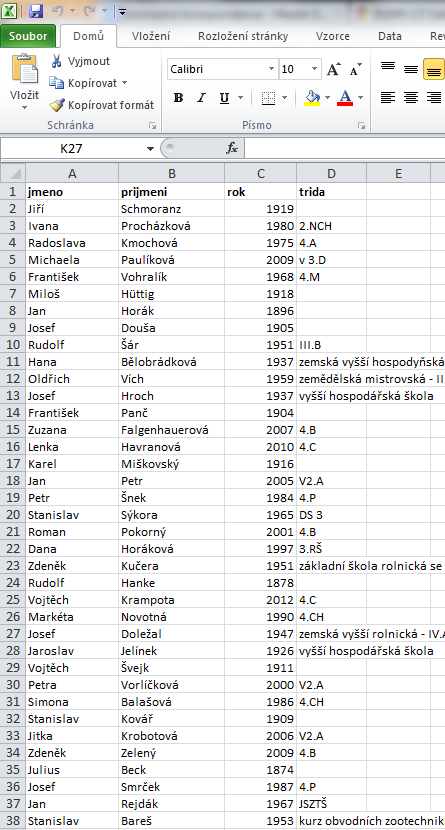 Soubor Domů Vložení Rozložení stránky Vzorce Data
Vložit
Vyjmout
Kopírovat
Kopírovat formát
Schránka
Calibri 10 A A
B I U A
Písmo
K27 fx
A B C D E
1 jmeno prijmeni rok trida
2 Jiří Schmoranz 1919
3 Ivana Procházková 1980 2.NCH
4 Radoslava Kmochová 1975 4.A
5 Michaela Paulíková 2009 v 3.D
6 František Vohralík 1968 4.M
7 Miloš Hüttig 1918
8 Jan Horák 1896
9 Josef Douša 1905
10 Rudolf Šár 1951 III.B
11 Hana Bělobrádková 1937 zemská vyšší hospodyňská
12 Oldřich Vích 1959 zemědělská mistrovská - II
13 Josef Hroch 1937 vyšší hospodářská škola
14 František Panč 1904
15 Zuzana Falgenhauerová 2007 4.B
16 Lenka Havranová 2010 4.C
17 Karel Miškovský 1916
18 Jan Petr 2005 V2.A
19 Petr Šnek 1984 4.P
20 Stanislav Sýkora 1965 DS 3
21 Roman Pokorný 2001 4.B
22 Dana Horáková 1997 3.RŠ
23 Zdeněk Kučera 1951 základní škola rolnická se
24 Rudolf Hanke 1878
25 Vojtěch Krampota 2012 4.C
26 Markéta Novotná 1990 4.CH
27 Josef Doležal 1947 zemská vyšší rolnická - IV.A
28 Jaroslav Jelínek 1926 vyšší hospodářská škola
29 Vojtěch Švejk 1911
30 Petra Vorlíčková 2000 V2.A
31 Simona Balašová 1986 4.CH
32 Stanislav Kovář 1909
33 Jitka Krobotová 2006 V2.A
34 Zdeněk Zelený 2009 4.B
35 Julius Beck 1874
36 Josef Smrček 1987 4.P
37 Jan Rejdák 1967 JSZTŠ
38 Stanislav Bareš 1953 kurz obvodních zootechnik